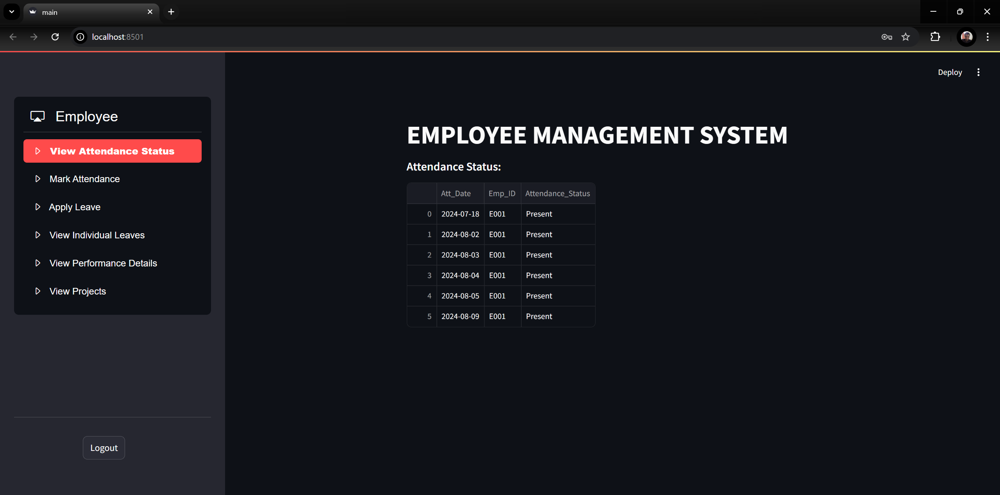 main
localhost:8501
Deploy
Employee
View Attendance Status
Mark Attendance
Apply Leave
View Individual Leaves
View Performance Details
View Projects
Logout
EMPLOYEE MANAGEMENT SYSTEM
Attendance Status:
Att_Date Emp_ID Attendance_Status
0 2024-07-18 E001 Present
1 2024-08-02 E001 Present
2 2024-08-03 E001 Present
3 2024-08-04 E001 Present
4 2024-08-05 E001 Present
5 2024-08-09 E001 Present